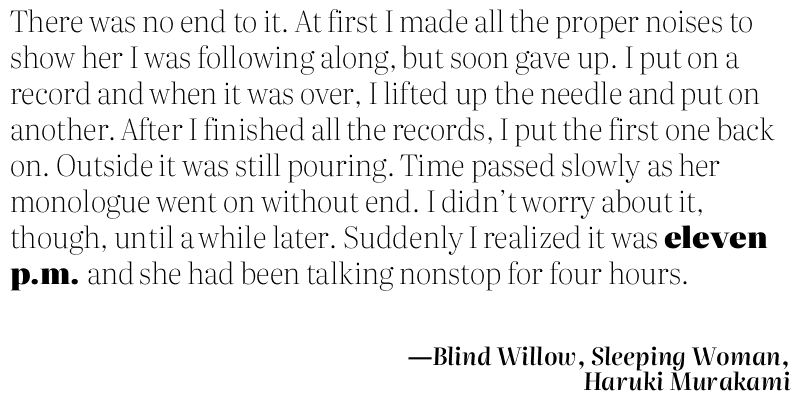 There was no end to it. At first I made all the proper noises to
show her I was following along, but soon gave up. I put on a
record and when it was over, I lifted up the needle and put on
another. After I finished all the records, I put the first one back
on. Outside it was still pouring. Time passed slowly as her
monologue went on without end. I didn’t worry about it,
though, until a while later. Suddenly I realized it was eleven
p.m. and she had been talking nonstop for four hours.
—Blind Willow, Sleeping Woman,
Haruki Murakami